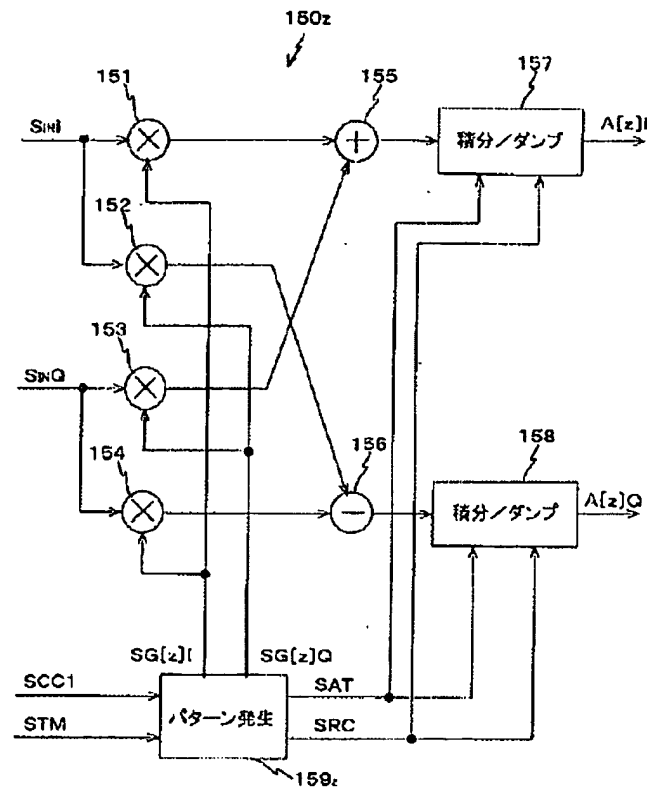 150z
151
155
157
SINI
×
+
積分/ダンプ
A[z]I
152
×
153
SINQ
×
154
156
158
×
−
積分/ダンプ
A[z]Q
SG[z]I
SG[z]Q
SCC1
SAT
パターン発生
STM
SRC
159z